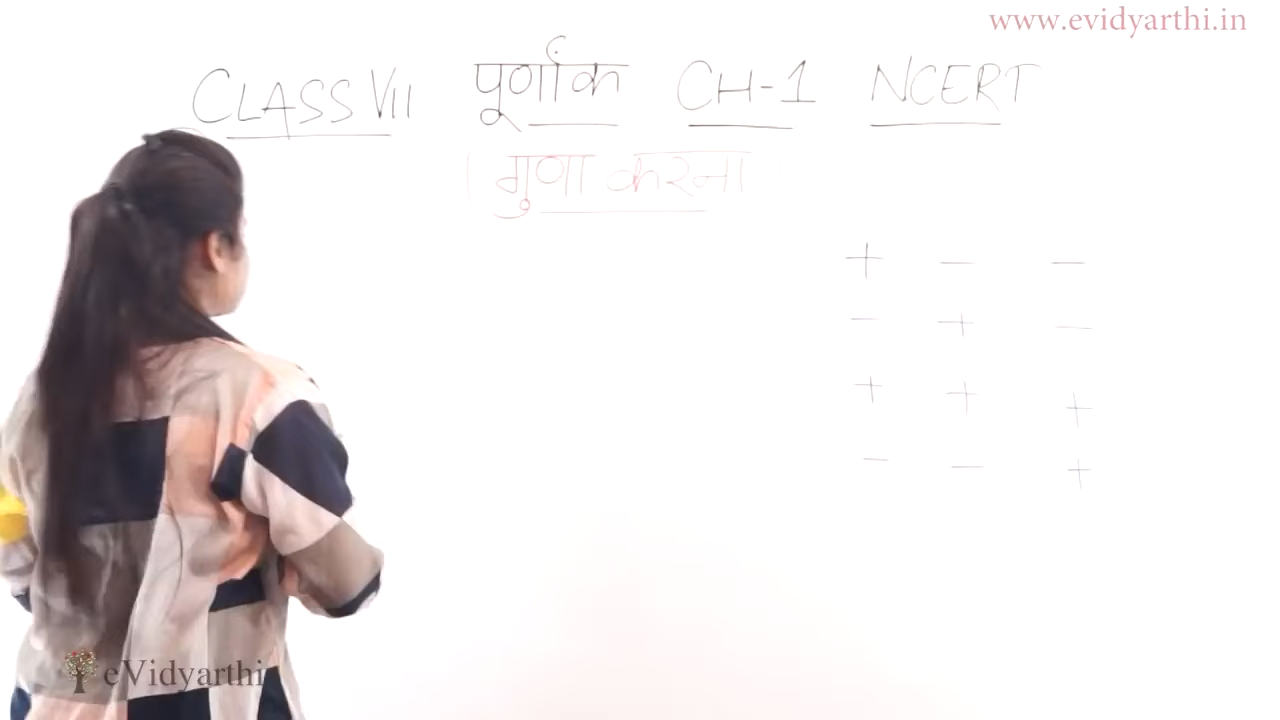 www.evidyarthi.in
CLASS VII पूर्णांक CH-1 NCERT
गुणा करना
+ - -
- + -
+ + +
- - +
eVidyarthi